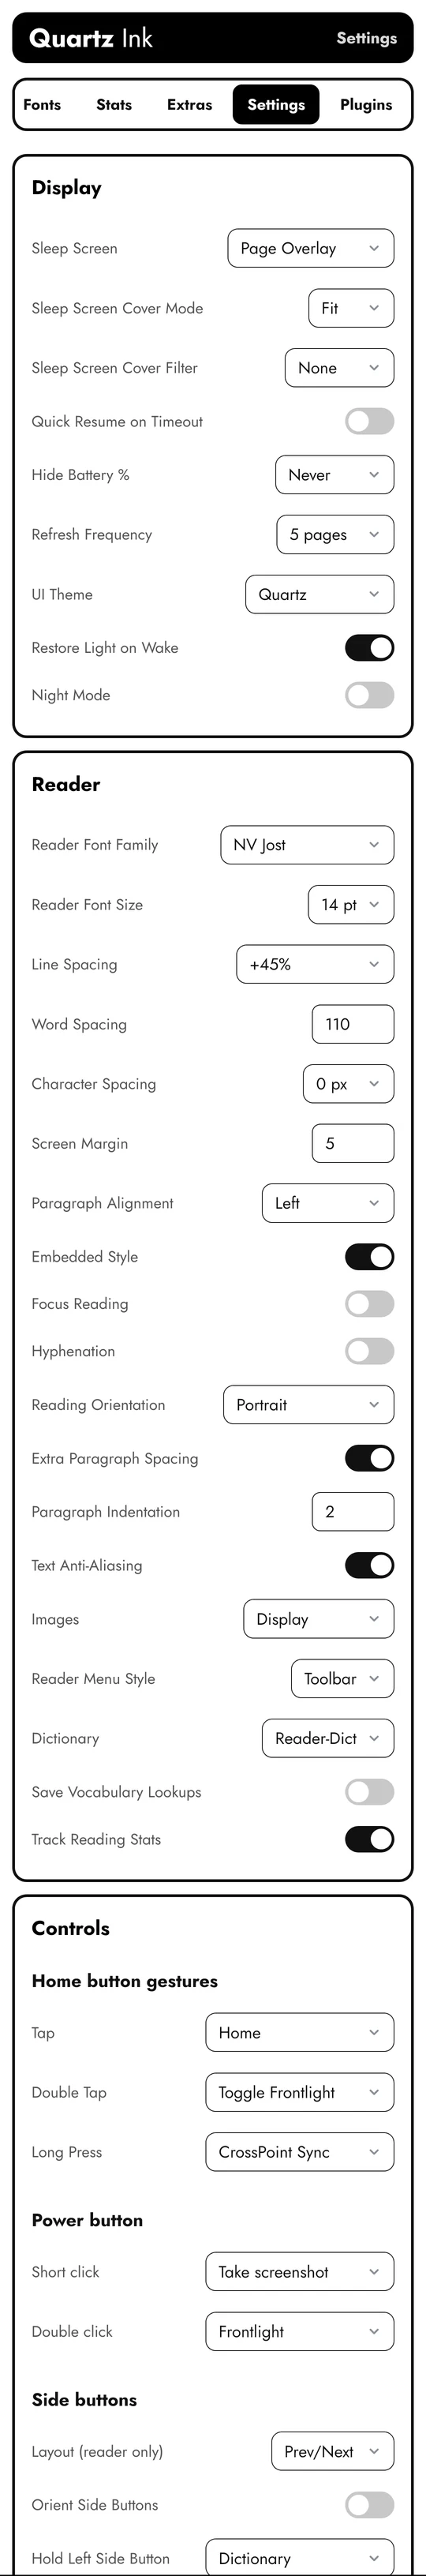 Quartz Ink Settings
Fonts Stats Extras Settings Plugins
Display
Sleep Screen Page Overlay
Sleep Screen Cover Mode Fit
Sleep Screen Cover Filter None
Quick Resume on Timeout
Hide Battery % Never
Refresh Frequency 5 pages
UI Theme Quartz
Restore Light on Wake
Night Mode
Reader
Reader Font Family NV Jost
Reader Font Size 14 pt
Line Spacing +45%
Word Spacing 110
Character Spacing 0 px
Screen Margin 5
Paragraph Alignment Left
Embedded Style
Focus Reading
Hyphenation
Reading Orientation Portrait
Extra Paragraph Spacing
Paragraph Indentation 2
Text Anti-Aliasing
Images Display
Reader Menu Style Toolbar
Dictionary Reader-Dict
Save Vocabulary Lookups
Track Reading Stats
Controls
Home button gestures
Tap Home
Double Tap Toggle Frontlight
Long Press CrossPoint Sync
Power button
Short click Take screenshot
Double click Frontlight
Side buttons
Layout (reader only) Prev/Next
Orient Side Buttons
Hold Left Side Button Dictionary